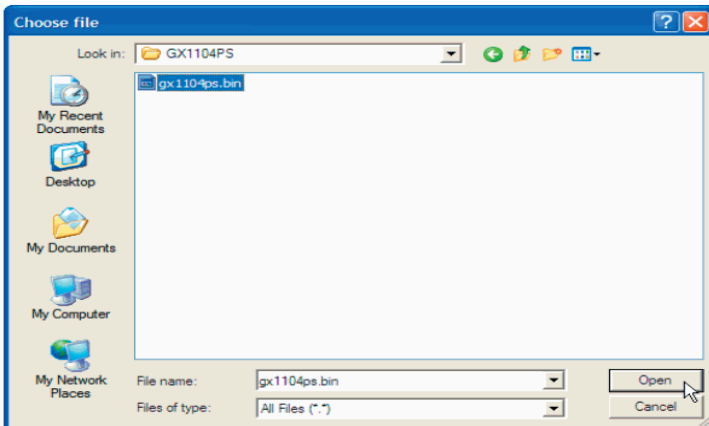 Choose file
Look in: GX1104PS
gx1104ps.bin
My Recent
Documents
Desktop
My Documents
My Computer
My Network
Places
File name: gx1104ps.bin Open
Files of type: All Files (*.*) Cancel